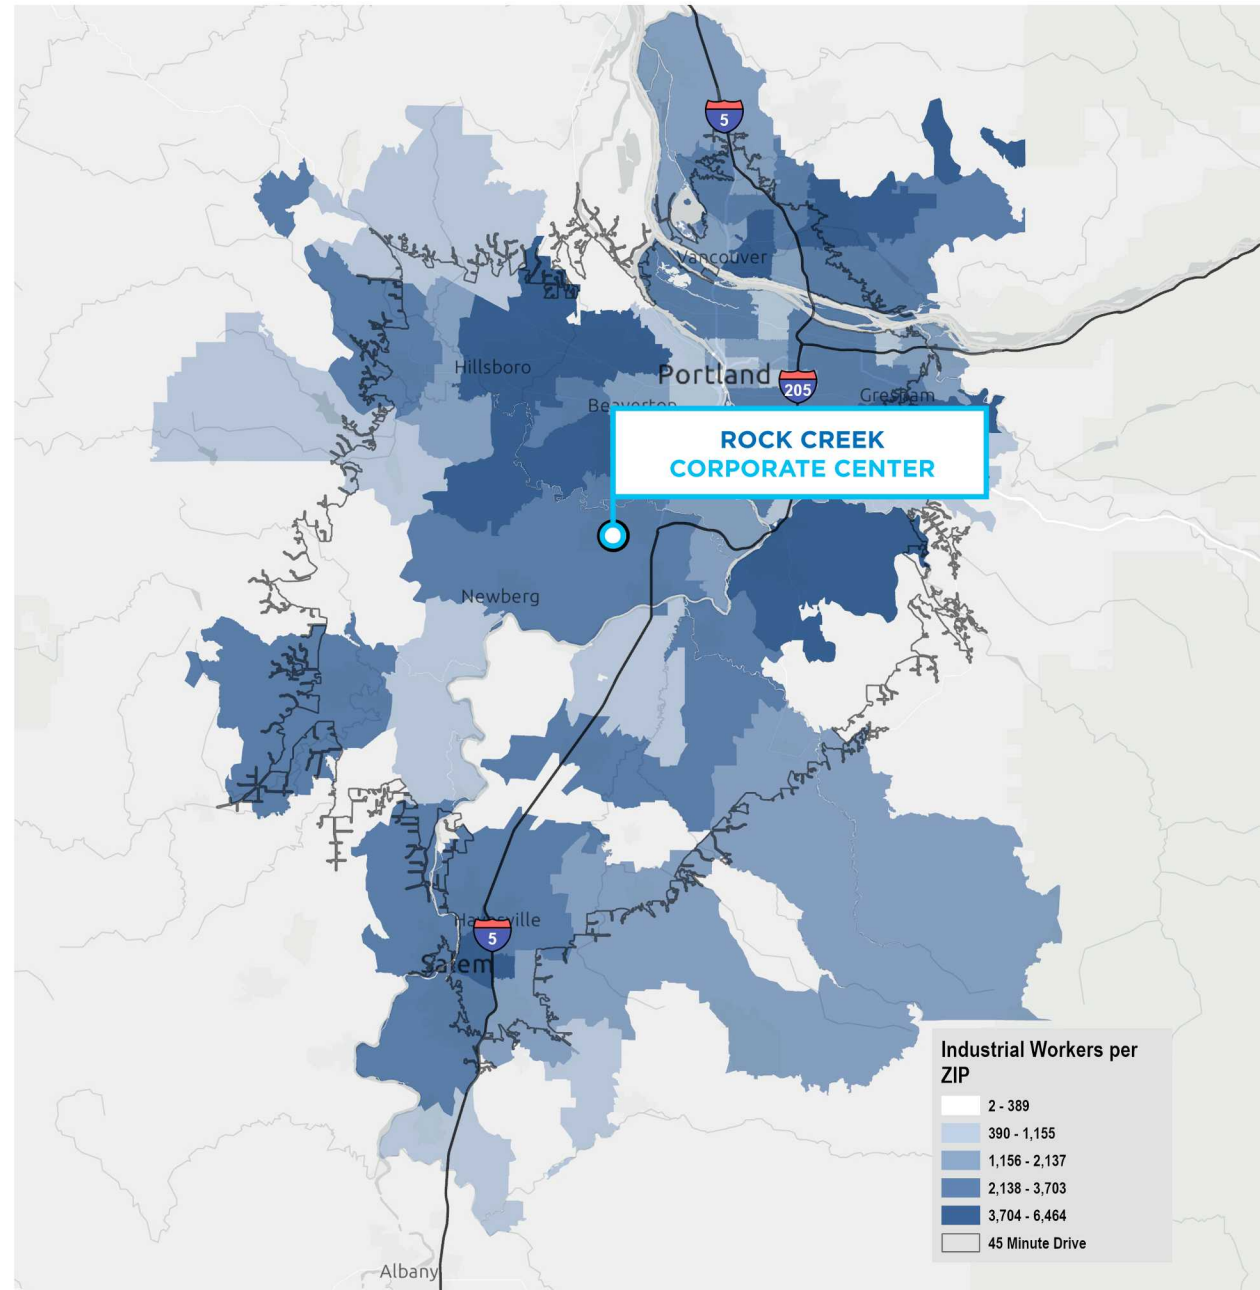 5
Vancouver
Hillsboro
Portland
205
Gresham
Beaverton
ROCK CREEK
CORPORATE CENTER
Newberg
Hayesville
5
Salem
Albany
Industrial Workers per
ZIP
2 - 389
390 - 1,155
1,156 - 2,137
2,138 - 3,703
3,704 - 6,464
45 Minute Drive